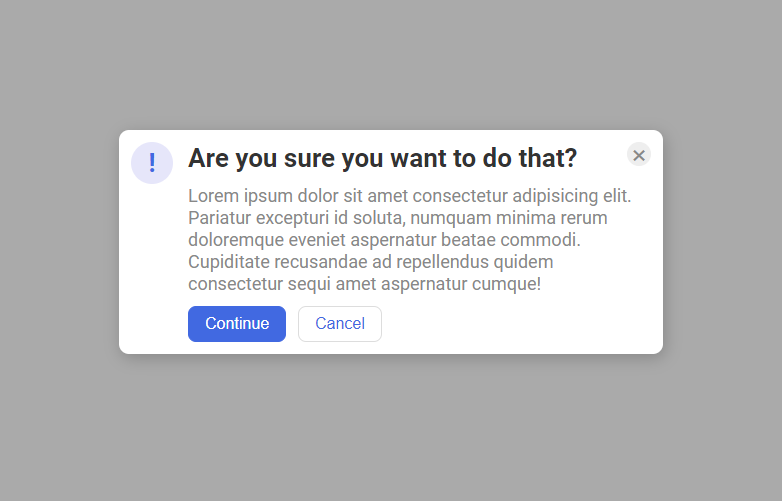 !
Are you sure you want to do that?
×
Lorem ipsum dolor sit amet consectetur adipisicing elit.
Pariatur excepturi id soluta, numquam minima rerum
doloremque eveniet aspernatur beatae commodi.
Cupiditate recusandae ad repellendus quidem
consectetur sequi amet aspernatur cumque!
Continue
Cancel